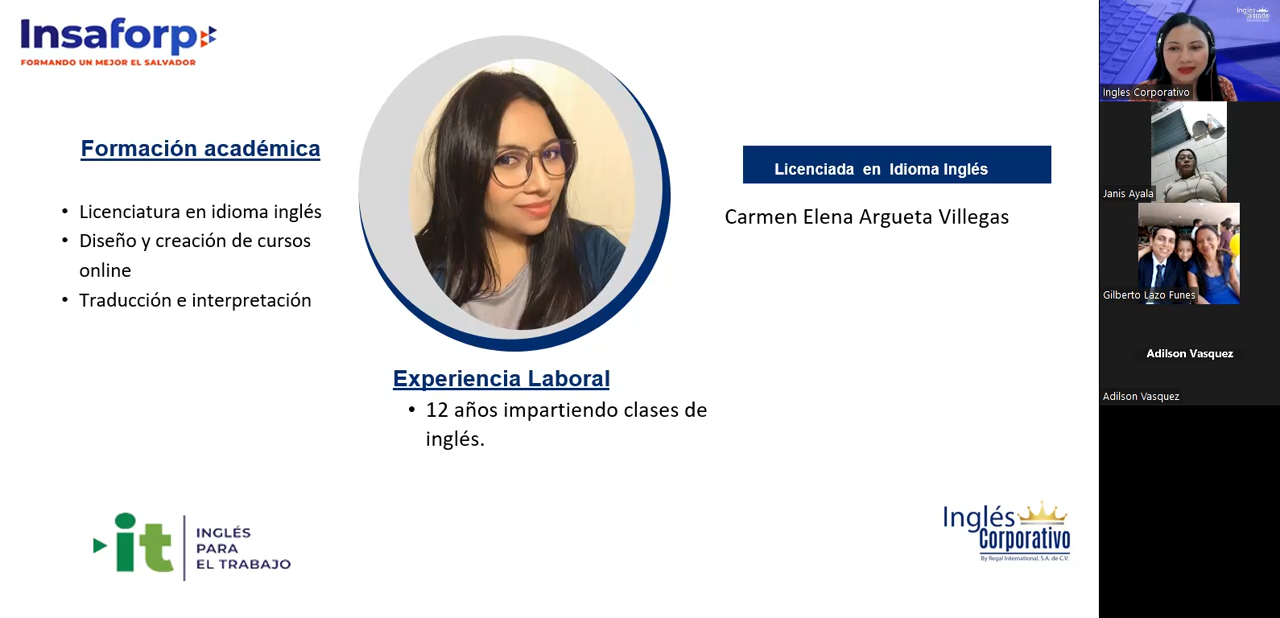 Insaforp
FORMANDO UN MEJOR EL SALVADOR
Formación académica
• Licenciatura en idioma inglés
• Diseño y creación de cursos
online
• Traducción e interpretación
Licenciada en Idioma Inglés
Carmen Elena Argueta Villegas
Experiencia Laboral
• 12 años impartiendo clases de
inglés.
it
INGLÉS
PARA
EL TRABAJO
Inglés
Corporativo
By Regal International, S.A. de C.V.
Inglés
Corporativo
Ingles Corporativo
Janis Ayala
Gilberto Lazo Funes
Adilson Vasquez
Adilson Vasquez